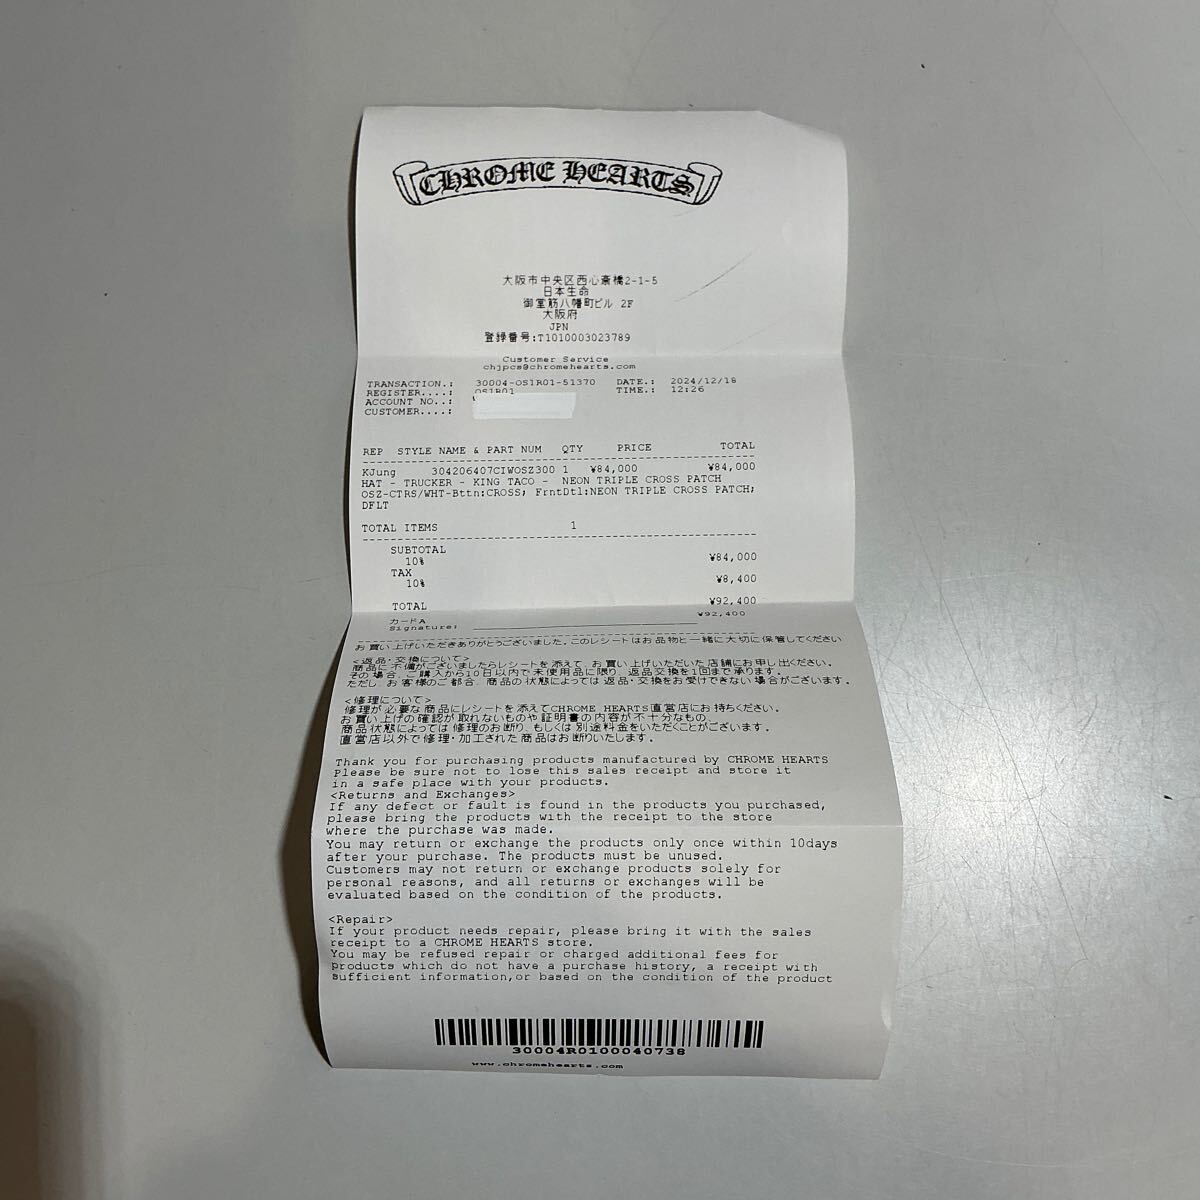 CHROME HEARTS
大阪市中央区西心斎橋2-1-5
日本生命
御堂筋八幡町ビル 2F
大阪府
JPN
登録番号:T1010003023789
Customer Service
chjpcs@chromehearts.com
TRANSACTION.: 30004-OS1R01-51370 DATE.: 2024/12/18
REGISTER....: OS1R01 TIME.: 12:26
ACCOUNT NO..:
CUSTOMER....:
REP STYLE NAME & PART NUM QTY PRICE TOTAL
KJung 304206407CIWOSZ300 1 ¥84,000 ¥84,000
HAT - TRUCKER - KING TACO - NEON TRIPLE CROSS PATCH
OSZ-CTRS/WHT-Bttn:CROSS; FrntDtl:NEON TRIPLE CROSS PATCH;
DFLT
TOTAL ITEMS 1
SUBTOTAL
10% ¥84,000
TAX
10% ¥8,400
TOTAL ¥92,400
カードA ¥92,400
Signature:
お買い上げいただきありがとうございました。このレシートはお品物と一緒に大切に保管してください
<返品・交換について>
商品に不備がございましたらレシートを添えて、お買い上げいただいた店舗にお申し出ください。
その場合、ご購入から10日以内で未使用品に限り、返品交換を1回まで承ります。
ただし、お客様のご都合、商品の状態によっては返品・交換をお受けできない場合がございます。
<修理について>
修理が必要な商品にレシートを添えてCHROME HEARTS直営店にお持ちください。
お買い上げの確認が取れないものや証明書の内容が不十分なもの、
商品状態によっては修理のお断り、もしくは別途料金をいただくことがございます。
直営店以外で修理・加工された商品はお断りいたします。
Thank you for purchasing products manufactured by CHROME HEARTS
Please be sure not to lose this sales receipt and store it
in a safe place with your products.
<Returns and Exchanges>
If any defect or fault is found in the products you purchased,
please bring the products with the receipt to the store
where the purchase was made.
You may return or exchange the products only once within 10days
after your purchase. The products must be unused.
Customers may not return or exchange products solely for
personal reasons, and all returns or exchanges will be
evaluated based on the condition of the products.
<Repair>
If your product needs repair, please bring it with the sales
receipt to a CHROME HEARTS store.
You may be refused repair or charged additional fees for
products which do not have a purchase history, a receipt with
sufficient information,or based on the condition of the product
30004R0100040738
www.chromehearts.com